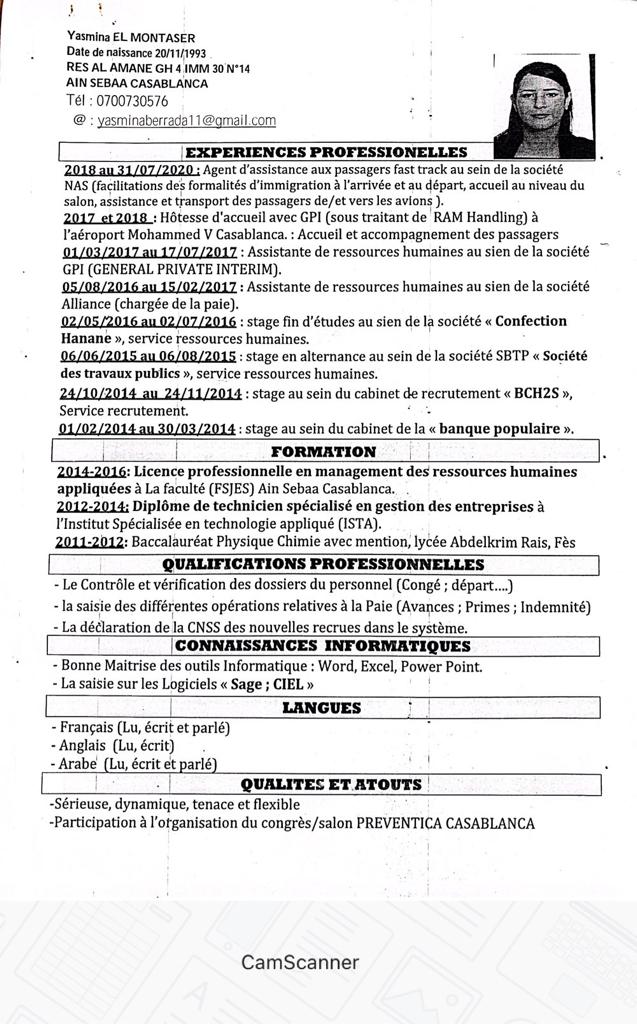 Yasmina EL MONTASER
Date de naissance 20/11/1993
RES AL AMANE GH 4 IMM 30 N°14
AIN SEBAA CASABLANCA
Tél : 0700730576
@ : yasminaberrada11@gmail.com
EXPERIENCES PROFESSIONELLES
2018 au 31/07/2020 : Agent d'assistance aux passagers fast track au sein de la société
NAS (facilitations des formalités d'immigration à l'arrivée et au départ, accueil au niveau du
salon, assistance et transport des passagers de/et vers les avions ).
2017 et 2018 : Hôtesse d'accueil avec GPI (sous traitant de RAM Handling) à
l'aéroport Mohammed V Casablanca. : Accueil et accompagnement des passagers
01/03/2017 au 17/07/2017 : Assistante de ressources humaines au sien de la société
GPI (GENERAL PRIVATE INTERIM).
05/08/2016 au 15/02/2017 : Assistante de ressources humaines au sien de la société
Alliance (chargée de la paie).
02/05/2016 au 02/07/2016 : stage fin d'études au sien de la société « Confection
Hanane », service ressources humaines.
06/06/2015 au 06/08/2015 : stage en alternance au sein de la société SBTP « Société
des travaux publics », service ressources humaines.
24/10/2014 au 24/11/2014 : stage au sein du cabinet de recrutement « BCH2S »,
Service recrutement.
01/02/2014 au 30/03/2014 : stage au sein du cabinet de la « banque populaire ».
FORMATION
2014-2016: Licence professionnelle en management des ressources humaines
appliquées à La faculté (FSJES) Ain Sebaa Casablanca.
2012-2014: Diplôme de technicien spécialisé en gestion des entreprises à
l'Institut Spécialisée en technologie appliqué (ISTA).
2011-2012: Baccalauréat Physique Chimie avec mention, lycée Abdelkrim Rais, Fès
QUALIFICATIONS PROFESSIONNELLES
- Le Contrôle et vérification des dossiers du personnel (Congé ; départ....)
- la saisie des différentes opérations relatives à la Paie (Avances ; Primes ; Indemnité)
- La déclaration de la CNSS des nouvelles recrues dans le système.
CONNAISSANCES INFORMATIQUES
- Bonne Maitrise des outils Informatique : Word, Excel, Power Point.
- La saisie sur les Logiciels « Sage ; CIEL »
LANGUES
- Français (Lu, écrit et parlé)
- Anglais (Lu, écrit)
- Arabe (Lu, écrit et parlé)
QUALITES ET ATOUTS
-Sérieuse, dynamique, tenace et flexible
-Participation à l'organisation du congrès/salon PREVENTICA CASABLANCA
CamScanner